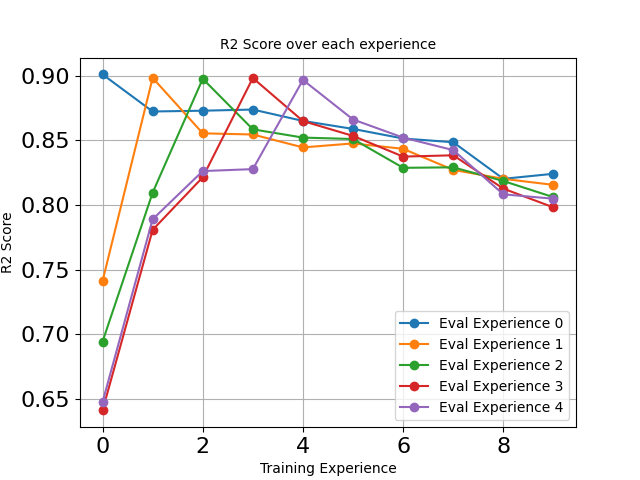 R2 Score over each experience
0.90
0.85
0.80
0.75
0.70
0.65
R2 Score
0
2
4
6
8
Training Experience
Eval Experience 0
Eval Experience 1
Eval Experience 2
Eval Experience 3
Eval Experience 4